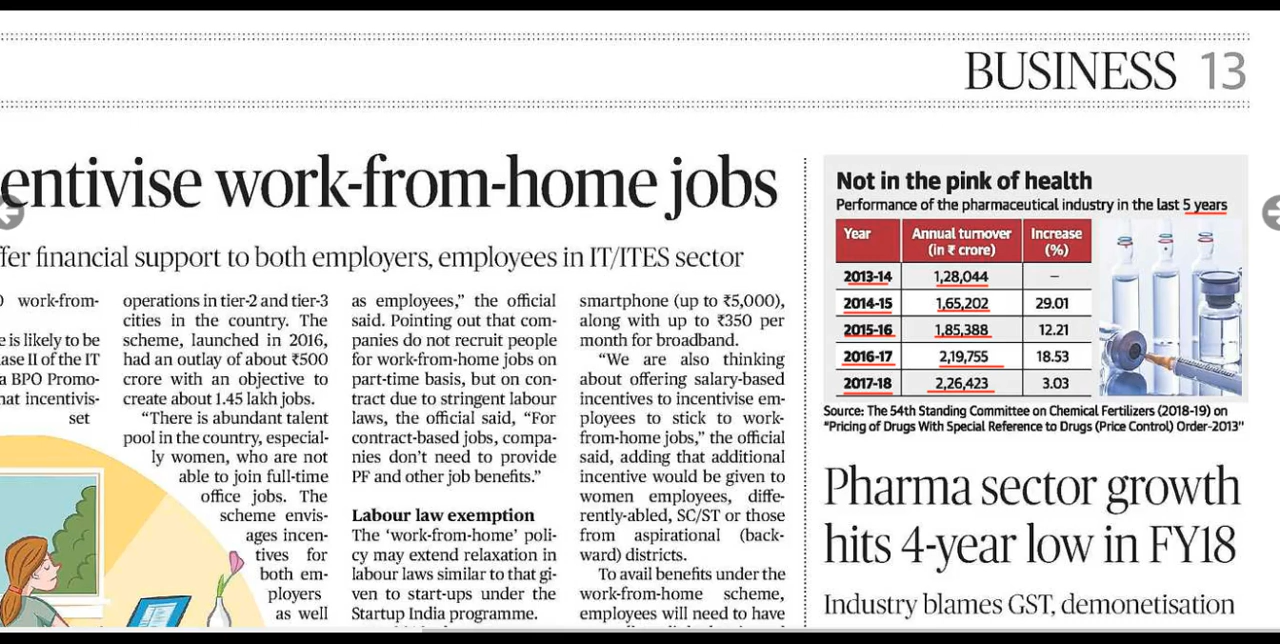 BUSINESS 13
entivise work-from-home jobs
ffer financial support to both employers, employees in IT/ITES sector
work-from-
e is likely to be
ase II of the IT
a BPO Promo-
hat incentivis-
set
operations in tier-2 and tier-3
cities in the country. The
scheme, launched in 2016,
had an outlay of about ₹500
crore with an objective to
create about 1.45 lakh jobs.
“There is abundant talent
pool in the country, especial-
ly women, who are not
able to join full-time
office jobs. The
scheme envis-
ages incen-
tives for
both em-
ployers
as well
as employees,” the official
said. Pointing out that com-
panies do not recruit people
for work-from-home jobs on
part-time basis, but on con-
tract due to stringent labour
laws, the official said, “For
contract-based jobs, compa-
nies don’t need to provide
PF and other job benefits.”
Labour law exemption
The ‘work-from-home’ poli-
cy may extend relaxation in
labour laws similar to that gi-
ven to start-ups under the
Startup India programme.
smartphone (up to ₹5,000),
along with up to ₹350 per
month for broadband.
“We are also thinking
about offering salary-based
incentives to incentivise em-
ployees to stick to work-
from-home jobs,” the official
said, adding that additional
incentive would be given to
women employees, diffe-
rently-abled, SC/ST or those
from aspirational (back-
ward) districts.
To avail benefits under the
work-from-home scheme,
employees will need to have
Not in the pink of health
Performance of the pharmaceutical industry in the last 5 years
Year Annual turnover (in ₹ crore) Increase (%)
2013-14 1,28,044 –
2014-15 1,65,202 29.01
2015-16 1,85,388 12.21
2016-17 2,19,755 18.53
2017-18 2,26,423 3.03
Source: The 54th Standing Committee on Chemical Fertilizers (2018-19) on
“Pricing of Drugs With Special Reference to Drugs (Price Control) Order-2013”
Pharma sector growth
hits 4-year low in FY18
Industry blames GST, demonetisation